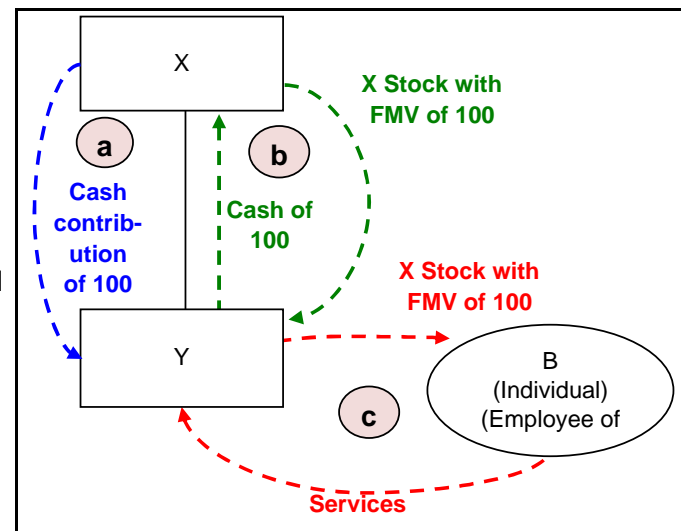 X
X Stock with
FMV of 100
a
b
Cash
contrib-
ution
of 100
Cash of
100
X Stock with
FMV of 100
Y
B
(Individual)
(Employee of
c
Services